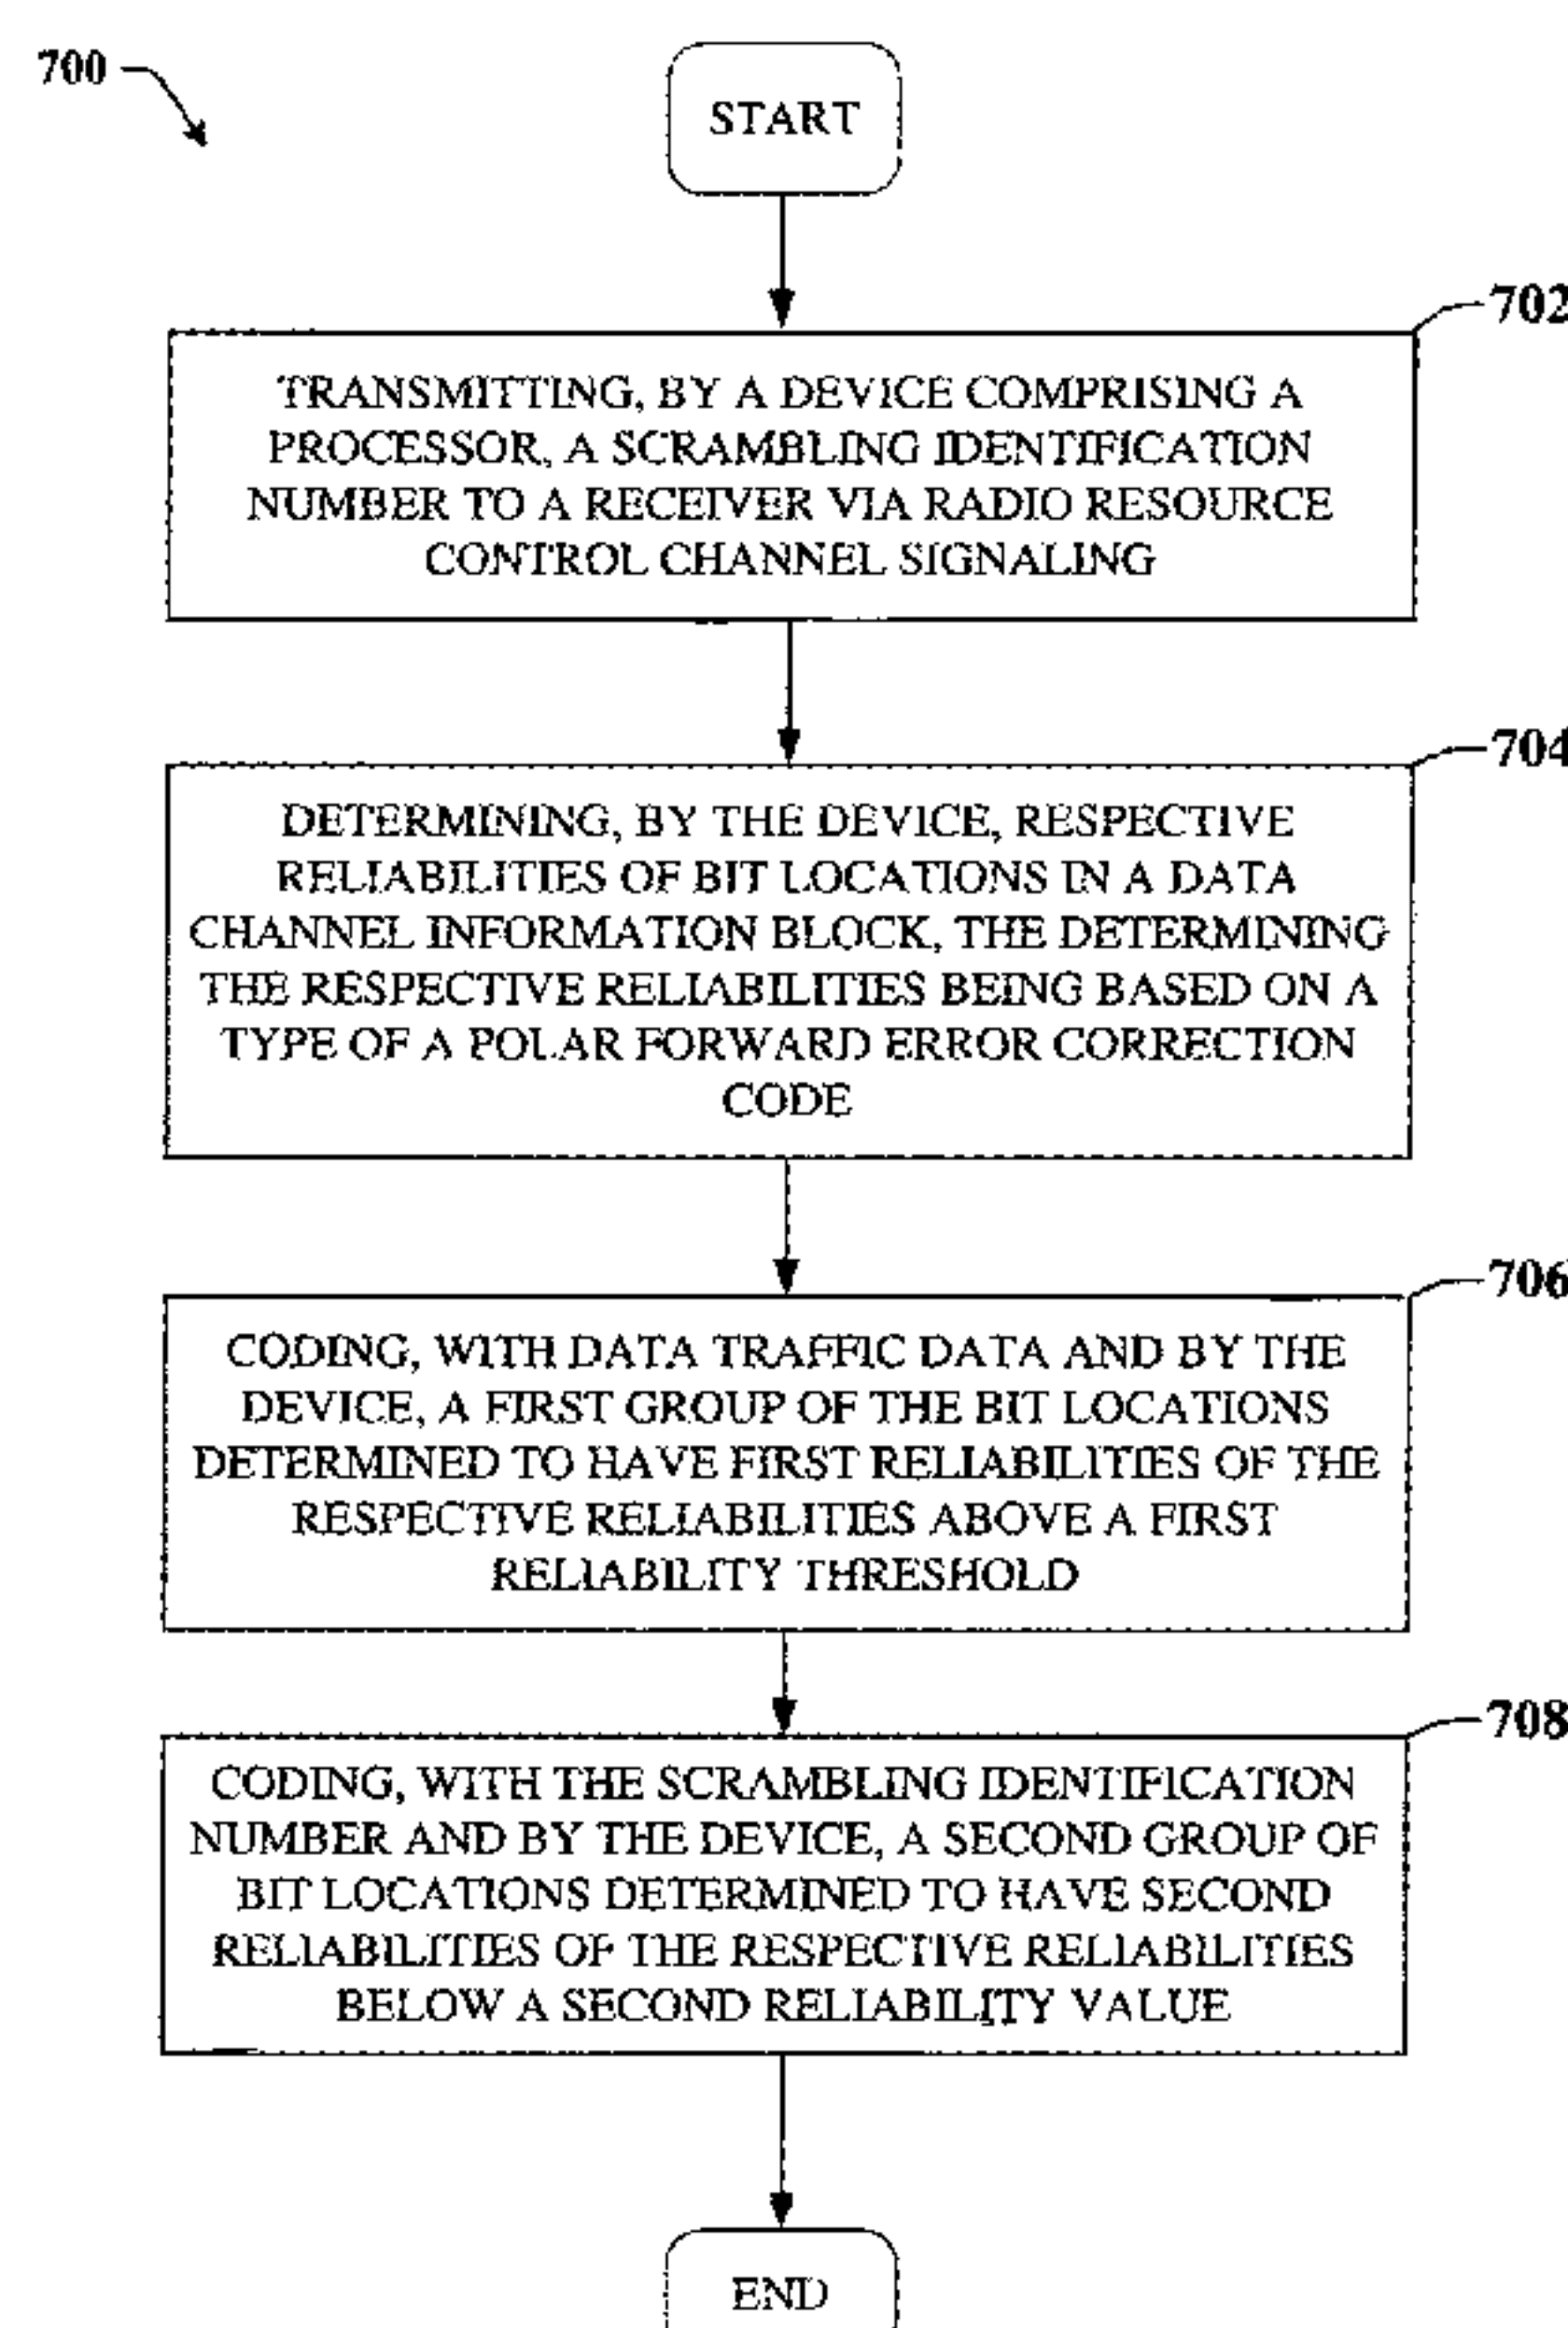 700
START
702
TRANSMITTING, BY A DEVICE COMPRISING A
PROCESSOR, A SCRAMBLING IDENTIFICATION
NUMBER TO A RECEIVER VIA RADIO RESOURCE
CONTROL CHANNEL SIGNALING
704
DETERMINING, BY THE DEVICE, RESPECTIVE
RELIABILITIES OF BIT LOCATIONS IN A DATA
CHANNEL INFORMATION BLOCK, THE DETERMINING
THE RESPECTIVE RELIABILITIES BEING BASED ON A
TYPE OF A POLAR FORWARD ERROR CORRECTION
CODE
706
CODING, WITH DATA TRAFFIC DATA AND BY THE
DEVICE, A FIRST GROUP OF THE BIT LOCATIONS
DETERMINED TO HAVE FIRST RELIABILITIES OF THE
RESPECTIVE RELIABILITIES ABOVE A FIRST
RELIABILITY THRESHOLD
708
CODING, WITH THE SCRAMBLING IDENTIFICATION
NUMBER AND BY THE DEVICE, A SECOND GROUP OF
BIT LOCATIONS DETERMINED TO HAVE SECOND
RELIABILITIES OF THE RESPECTIVE RELIABILITIES
BELOW A SECOND RELIABILITY VALUE
END